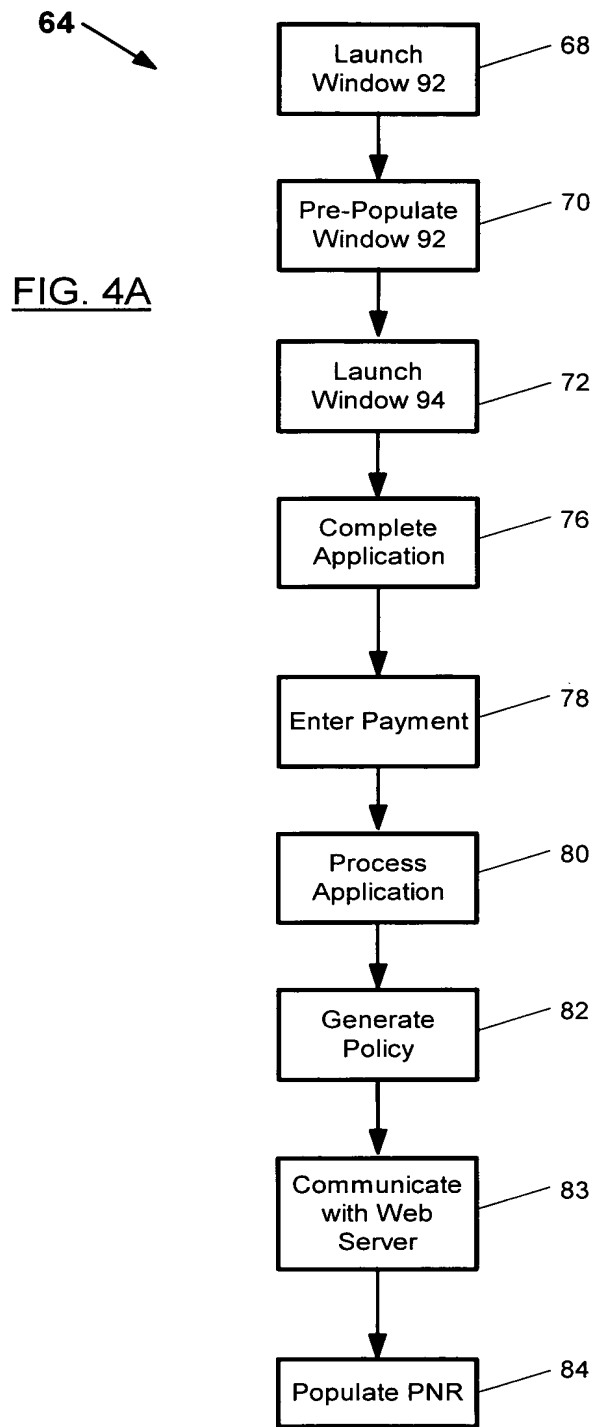 64
Launch
Window 92
68
Pre-Populate
Window 92
70
FIG. 4A
Launch
Window 94
72
Complete
Application
76
Enter Payment
78
Process
Application
80
Generate
Policy
82
Communicate
with Web
Server
83
Populate PNR
84